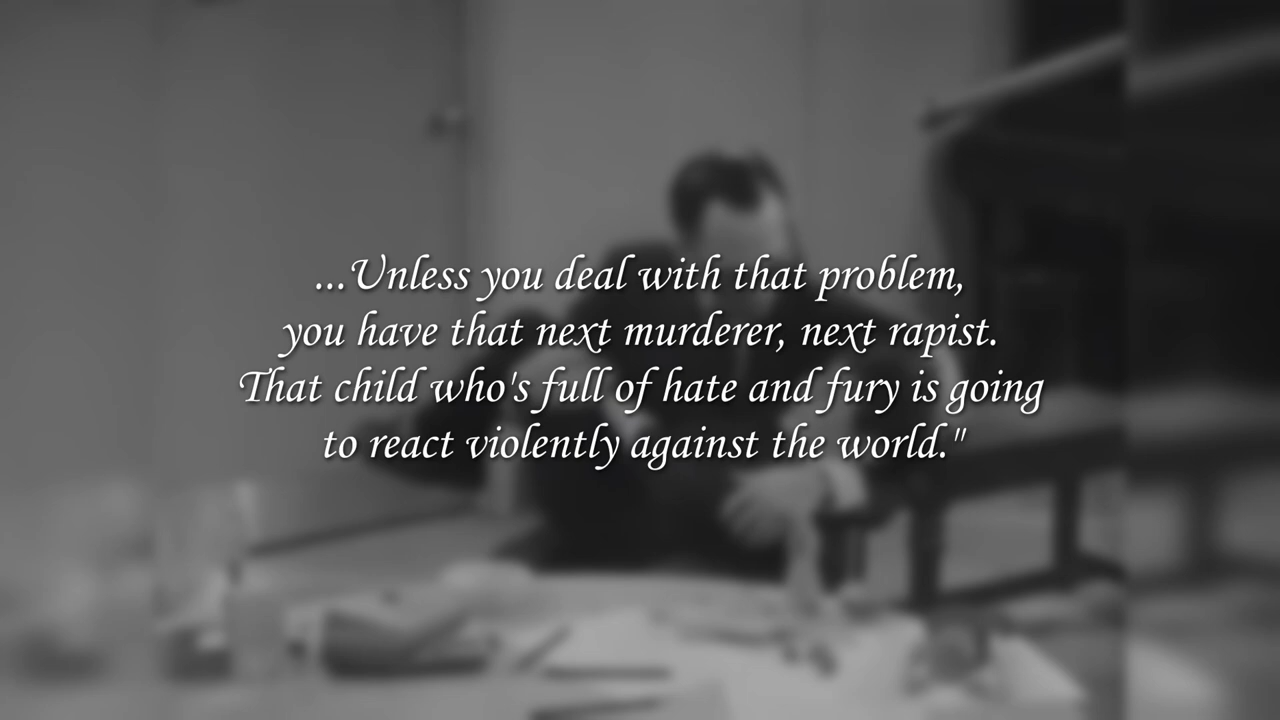 ...Unless you deal with that problem,
you have that next murderer, next rapist.
That child who's full of hate and fury is going
to react violently against the world."